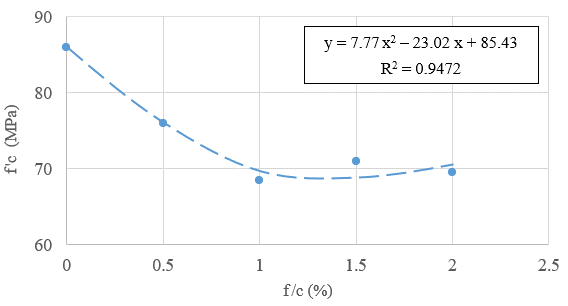 90
80
70
60
f'c (MPa)
y = 7.77 x² – 23.02 x + 85.43
R² = 0.9472
0 0.5 1 1.5 2 2.5
f/c (%)